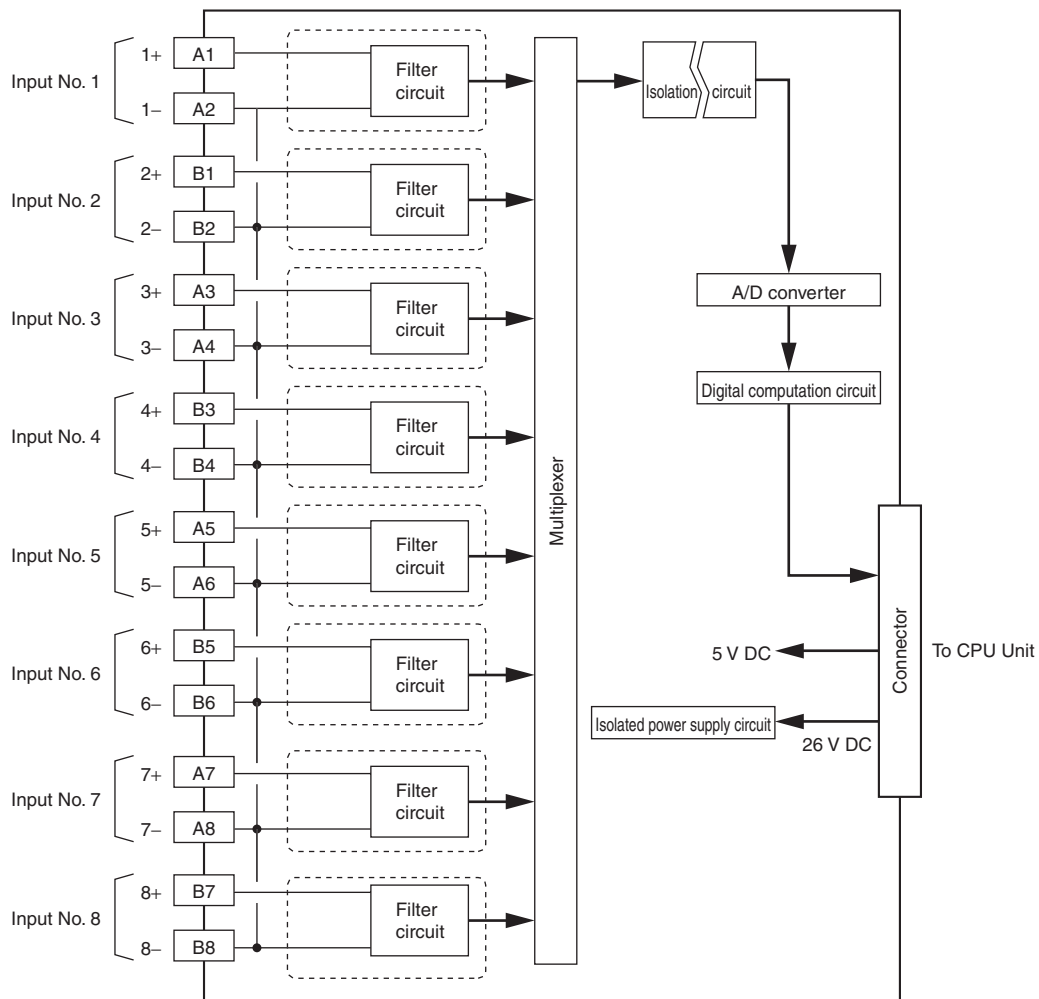 Input No. 1
1+
A1
1–
A2
Filter
circuit
Input No. 2
2+
B1
2–
B2
Filter
circuit
Input No. 3
3+
A3
3–
A4
Filter
circuit
Input No. 4
4+
B3
4–
B4
Filter
circuit
Input No. 5
5+
A5
5–
A6
Filter
circuit
Input No. 6
6+
B5
6–
B6
Filter
circuit
Input No. 7
7+
A7
7–
A8
Filter
circuit
Input No. 8
8+
B7
8–
B8
Filter
circuit
Multiplexer
Isolation circuit
A/D converter
Digital computation circuit
Connector
To CPU Unit
5 V DC
Isolated power supply circuit
26 V DC